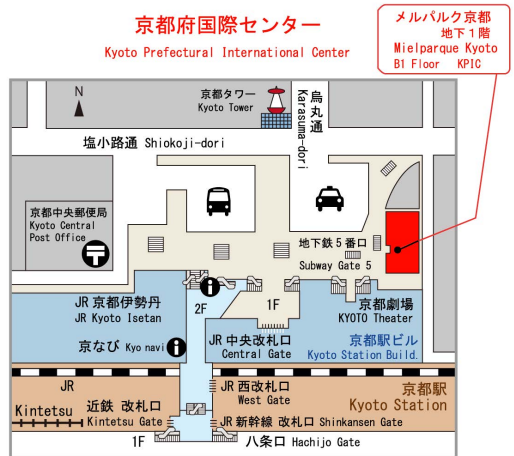 京都府国際センター
Kyoto Prefectural International Center
メルパルク京都
地下1階
Mielparque Kyoto
B1 Floor KPIC
N
京都タワー
Kyoto Tower
烏丸通
Karasuma-dori
塩小路通 Shiokoji-dori
京都中央郵便局
Kyoto Central
Post Office
地下鉄5番口
Subway Gate 5
2F
1F
JR 京都伊勢丹
JR Kyoto Isetan
京都劇場
KYOTO Theater
京なび Kyo navi
JR 中央改札口
Central Gate
京都駅ビル
Kyoto Station Build.
JR
JR 西改札口
West Gate
京都駅
Kyoto Station
Kintetsu
近鉄 改札口
Kintetsu Gate
JR 新幹線 改札口 Shinkansen Gate
1F
八条口 Hachijo Gate